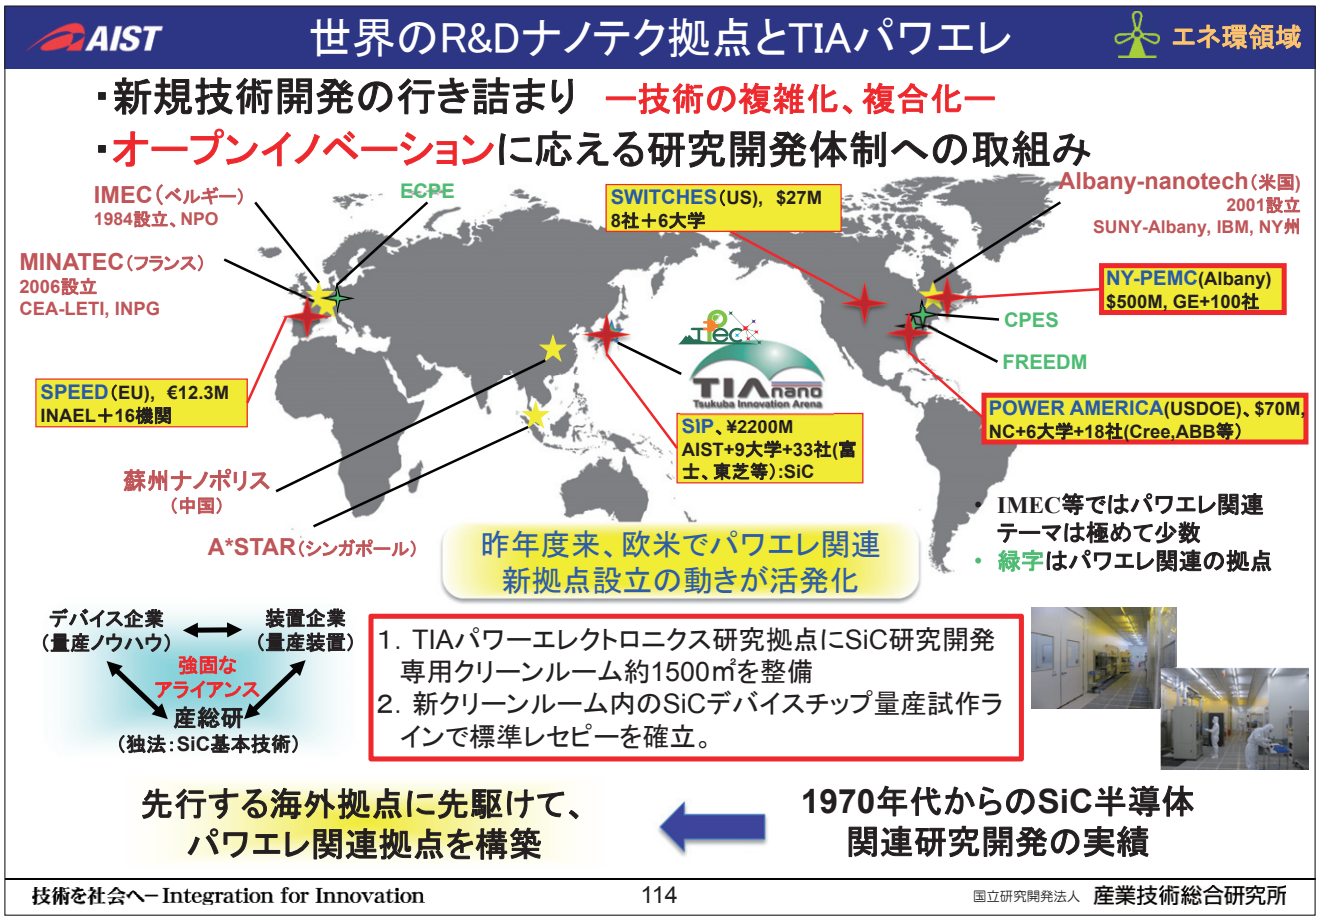 AIST
世界のR&DナノテクI拠点とTIAパワエレ
エネ環領域
・新規技術開発の行き詰まり ー技術の複雑化、複合化ー
・オープンイノベーションに応える研究開発体制への取組み
IMEC(ベルギー)
1984設立、NPO
ECPE
SWITCHES(US), $27M
8社＋6大学
Albany-nanotech(米国)
2001設立
SUNY-Albany, IBM, NY州
MINATEC(フランス)
2006設立
CEA-LETI, INPG
NY-PEMC(Albany)
$500M, GE+100社
CPES
FREEDM
SPEED(EU), €12.3M
INAEL＋16機関
TPEC
TIAnano
Tsukuba Innovation Arena
SIP、¥2200M
AIST+9大学+33社(富
士、東芝等):SiC
POWER AMERICA(USDOE)、$70M,
NC+6大学+18社(Cree,ABB等)
蘇州ナノポリス
(中国)
A*STAR(シンガポール)
・ IMEC等ではパワエレ関連
テーマは極めて少数
・ 緑字はパワエレ関連の拠点
昨年度来、欧米でパワエレ関連
新拠点設立の動きが活発化
デバイス企業
(量産ノウハウ)
装置企業
(量産装置)
強固な
アライアンス
産総研
(独法:SiC基本技術)
1. TIAパワーエレクトロニクス研究拠点にSiC研究開発
専用クリーンルーム約1500㎡を整備
2. 新クリーンルーム内のSiCデバイスチップ量産試作ラ
インで標準レセピーを確立。
先行する海外拠点に先駆けて、
パワエレ関連拠点を構築
1970年代からのSiC半導体
関連研究開発の実績
技術を社会へ－Integration for Innovation
114
国立研究開発法人 産業技術総合研究所